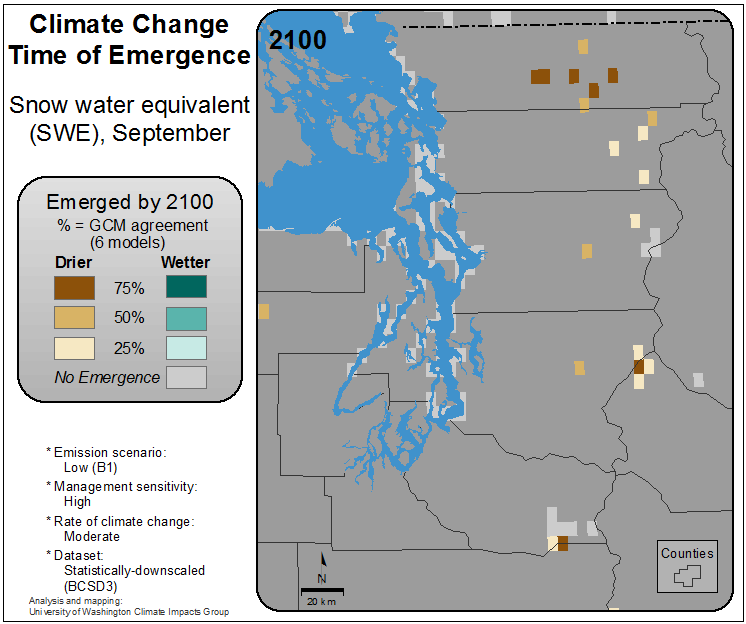 Climate Change
Time of Emergence
Snow water equivalent
(SWE), September
Emerged by 2100
% = GCM agreement
(6 models)
Drier Wetter
75%
50%
25%
No Emergence
* Emission scenario:
Low (B1)
* Management sensitivity:
High
* Rate of climate change:
Moderate
* Dataset:
Statistically-downscaled
(BCSD3)
Analysis and mapping:
University of Washington Climate Impacts Group
2100
N
20 km
Counties